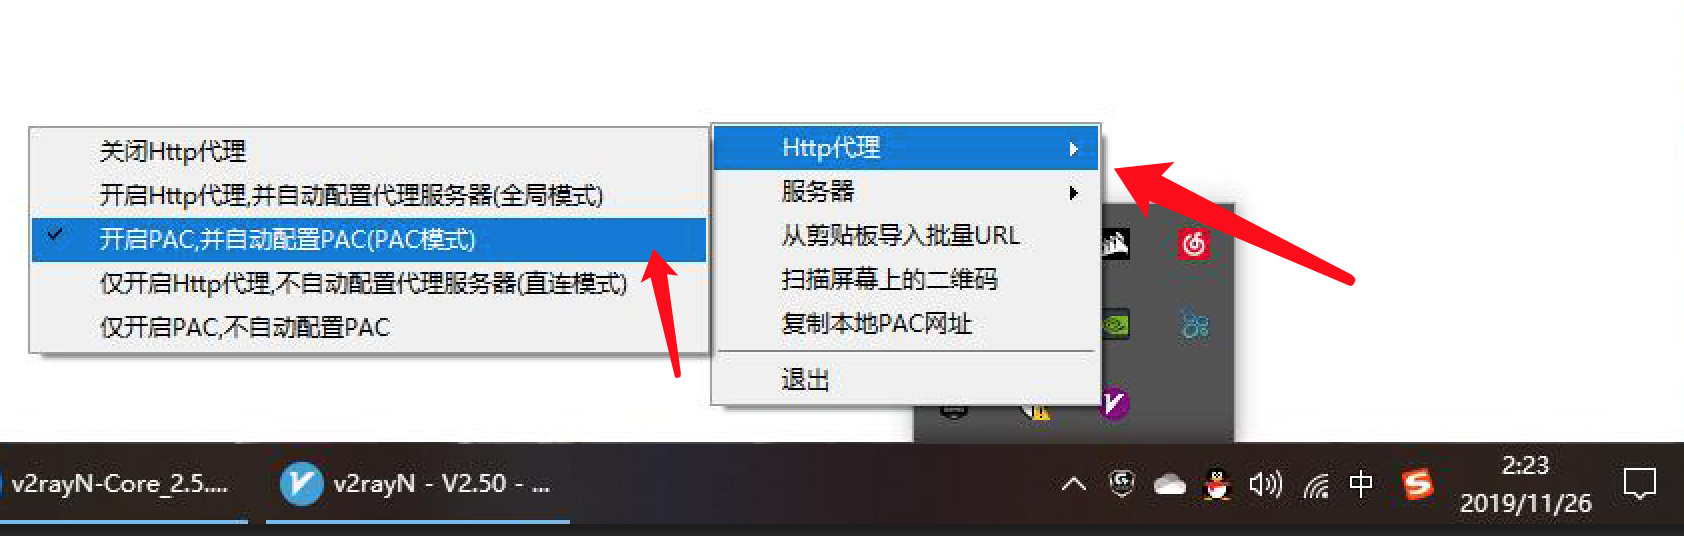 关闭Http代理
开启Http代理,并自动配置代理服务器(全局模式)
开启PAC,并自动配置PAC(PAC模式)
仅开启Http代理,不自动配置代理服务器(直连模式)
仅开启PAC,不自动配置PAC
Http代理
服务器
从剪贴板导入批量URL
扫描屏幕上的二维码
复制本地PAC网址
退出
v2rayN-Core_2.5....
v2rayN - V2.50 - ...
中
2:23
2019/11/26